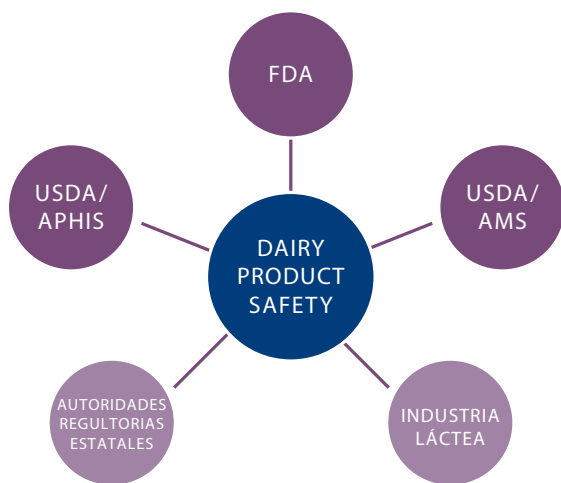 FDA
USDA/
APHIS
USDA/
AMS
DAIRY
PRODUCT
SAFETY
AUTORIDADES
REGULTORIAS
ESTATALES
INDUSTRIA
LÁCTEA